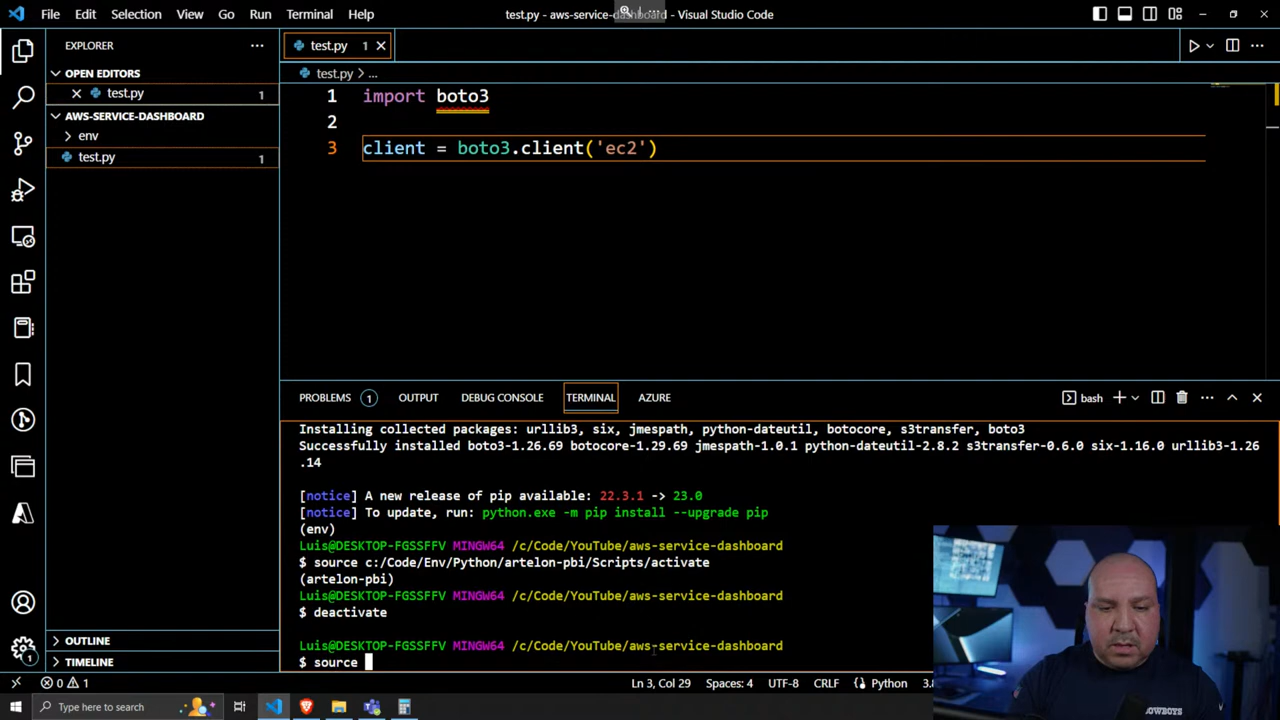 File Edit Selection View Go Run Terminal Help
test.py - aws-service-dashboard - Visual Studio Code
EXPLORER
OPEN EDITORS
test.py 1
AWS-SERVICE-DASHBOARD
env
test.py 1
OUTLINE
TIMELINE
test.py 1
test.py > ...
1 import boto3
2
3 client = boto3.client('ec2')
PROBLEMS 1 OUTPUT DEBUG CONSOLE TERMINAL AZURE
bash
Installing collected packages: urllib3, six, jmespath, python-dateutil, botocore, s3transfer, boto3
Successfully installed boto3-1.26.69 botocore-1.29.69 jmespath-1.0.1 python-dateutil-2.8.2 s3transfer-0.6.0 six-1.16.0 urllib3-1.26
.14
[notice] A new release of pip available: 22.3.1 -> 23.0
[notice] To update, run: python.exe -m pip install --upgrade pip
(env)
Luis@DESKTOP-FGSSFFV MINGW64 /c/Code/YouTube/aws-service-dashboard
$ source c:/Code/Env/Python/artelon-pbi/Scripts/activate
(artelon-pbi)
Luis@DESKTOP-FGSSFFV MINGW64 /c/Code/YouTube/aws-service-dashboard
$ deactivate
Luis@DESKTOP-FGSSFFV MINGW64 /c/Code/YouTube/aws-service-dashboard
$ source
1
0 1
Ln 3, Col 29 Spaces: 4 UTF-8 CRLF Python 3.8
Type here to search
COWBOYS